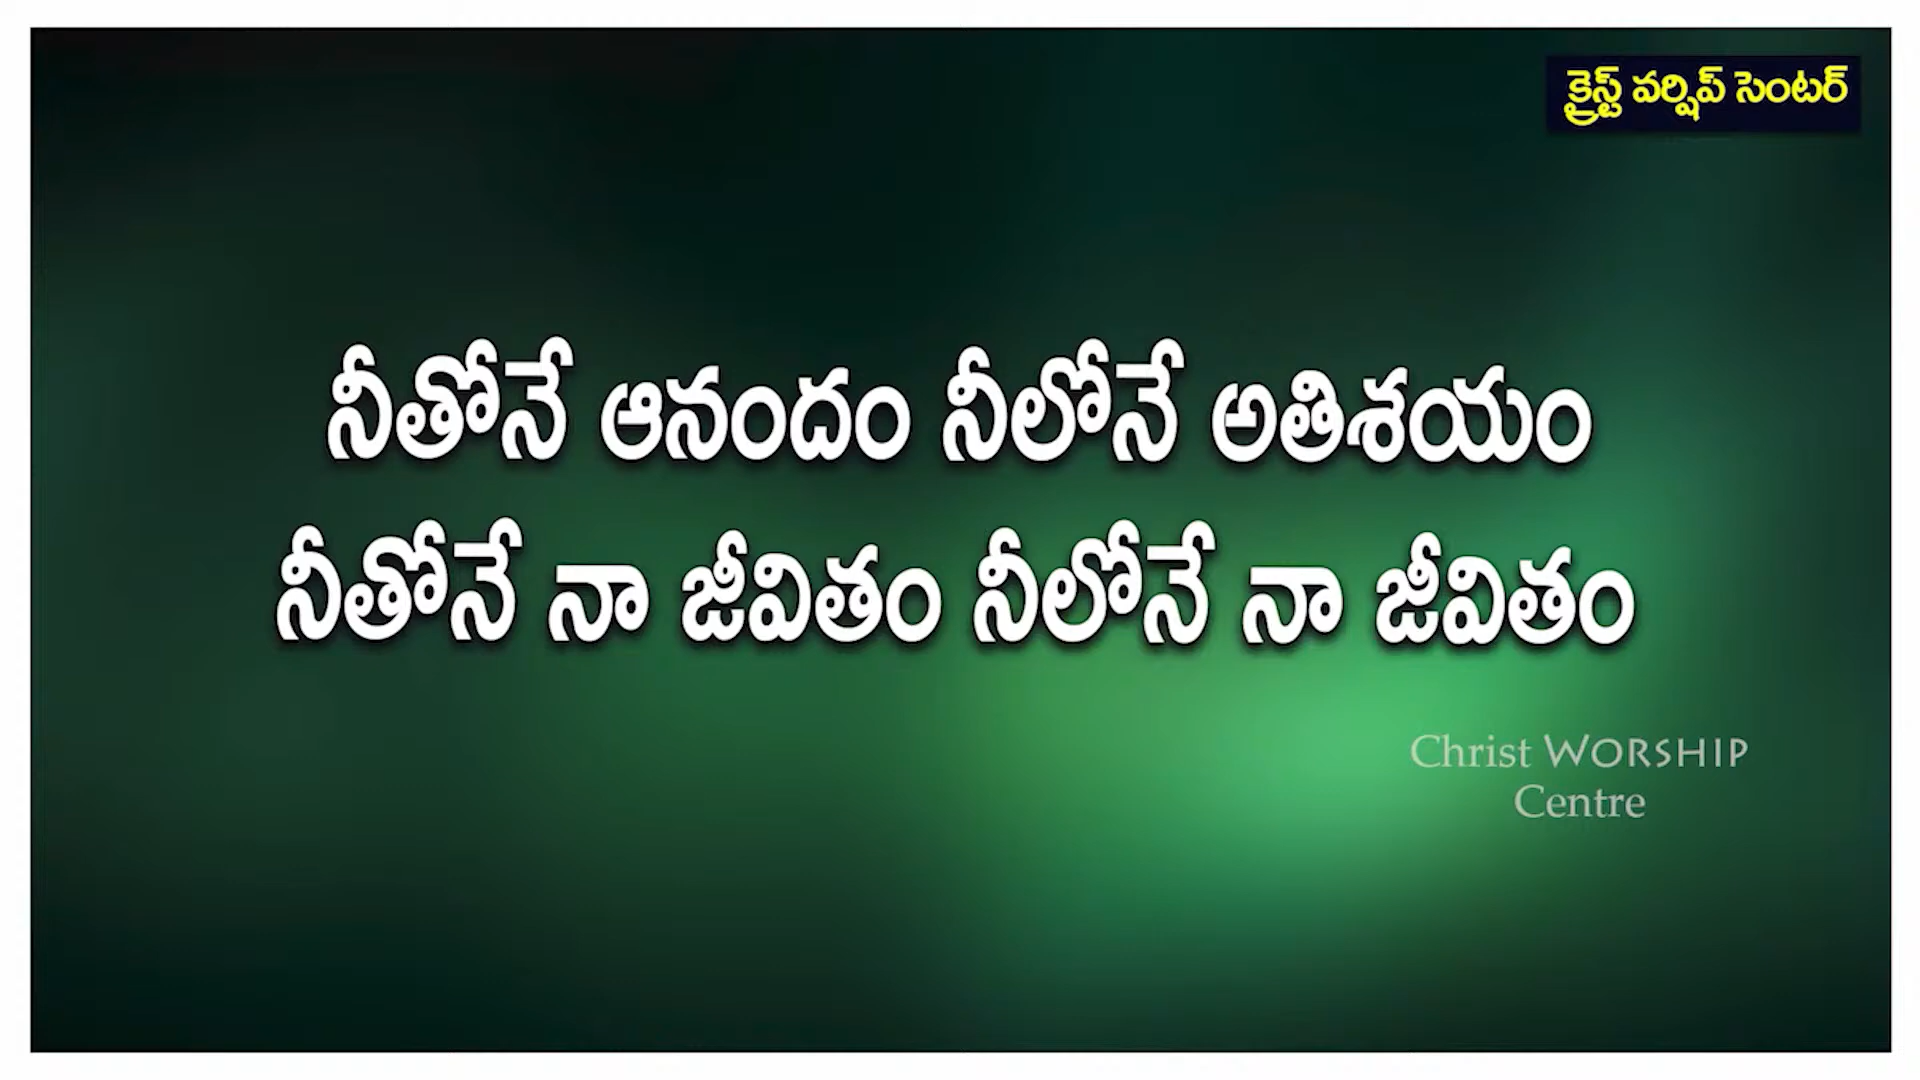 క్రైస్ట్ వర్షిప్ సెంటర్
నీతోనే ఆనందం నీలోనే అతిశయం
నీతోనే నా జీవితం నీలోనే నా జీవితం
Christ WORSHIP
Centre